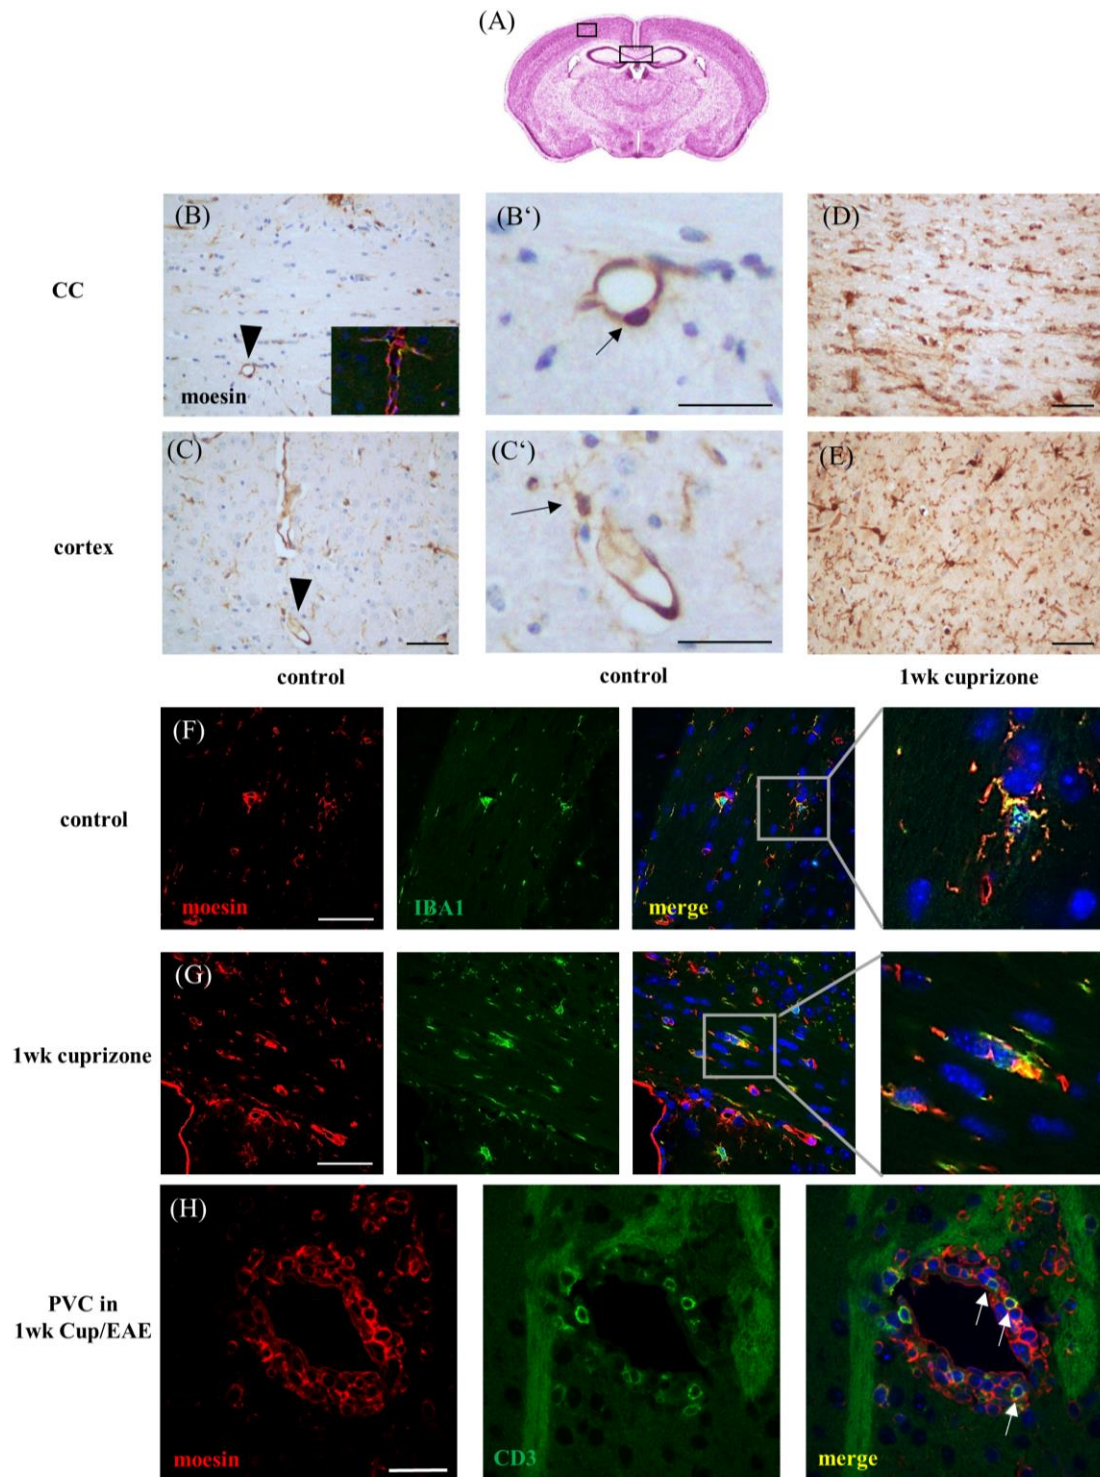 (A)
(B)
(B‘)
(D)
CC
moesin
(C)
(C‘)
(E)
cortex
control
control
1wk cuprizone
(F)
control
moesin
IBA1
merge
(G)
1wk cuprizone
(H)
PVC in
1wk Cup/EAE
moesin
CD3
merge